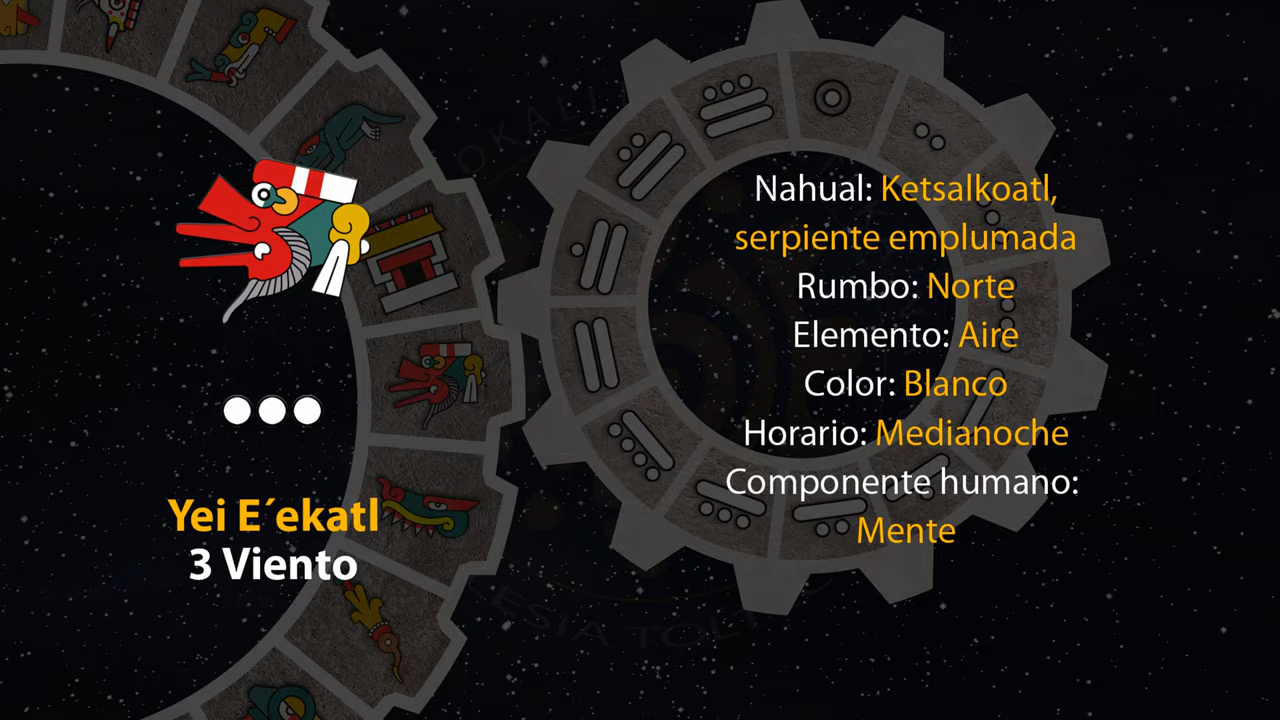 Yei E´ekatl
3 Viento
Nahual: Ketsalkoatl,
serpiente emplumada
Rumbo: Norte
Elemento: Aire
Color: Blanco
Horario: Medianoche
Componente humano:
Mente